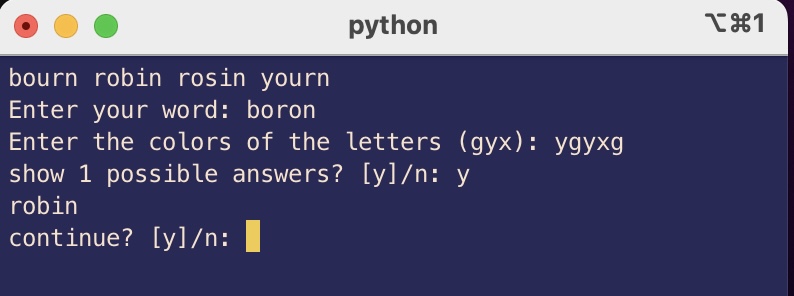 python ⌥⌘1
bourn robin rosin yourn
Enter your word: boron
Enter the colors of the letters (gyx): ygyxg
show 1 possible answers? [y]/n: y
robin
continue? [y]/n: